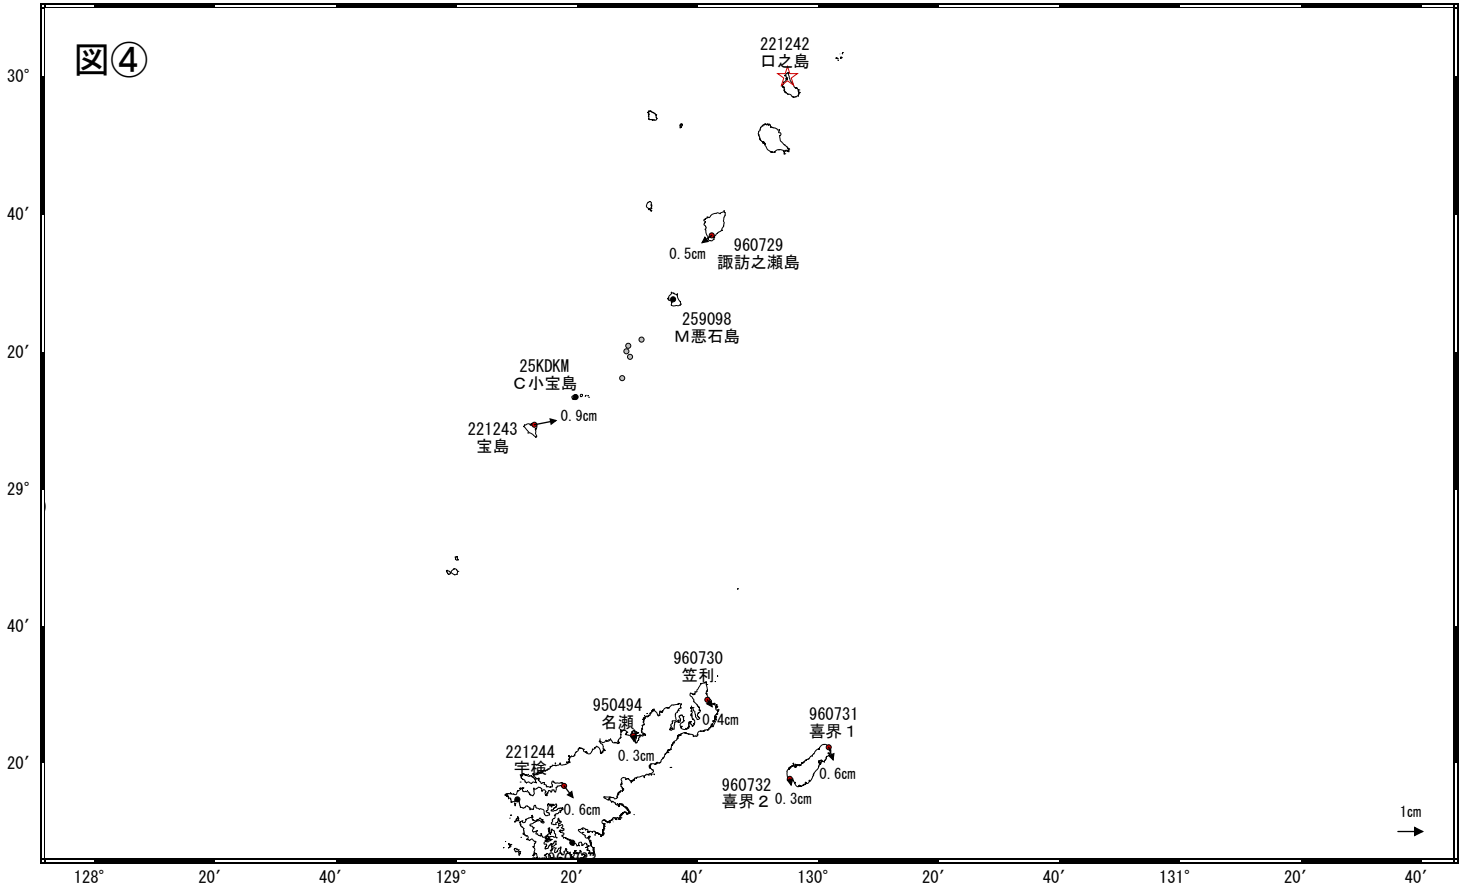 図④
221242
口之島
30°
40′
960729
0.5cm
諏訪之瀬島
259098
M悪石島
20′
25KDKM
C小宝島
0.9cm
221243
宝島
29°
40′
960730
笠利
950494
名瀬
0.4cm
960731
喜界1
221244
宇検
0.3cm
20′
0.6cm
960732
喜界2
0.3cm
0.6cm
1cm
128°
20′
40′
129°
20′
40′
130°
20′
40′
131°
20′
40′